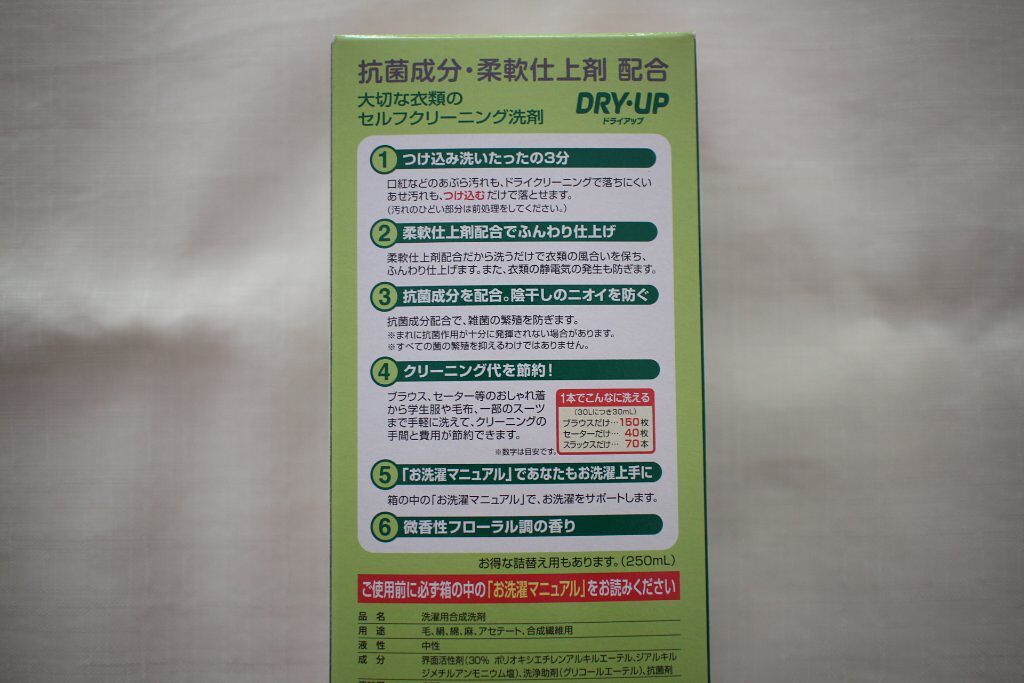 抗菌成分・柔軟仕上剤 配合
大切な衣類の
セルフクリーニング洗剤
DRY・UP
ドライアップ
1 つけ込み洗いたったの3分
口紅などのあぶら汚れも、ドライクリーニングで落ちにくい
あせ汚れも、つけ込むだけで落とせます。
(汚れのひどい部分は前処理をしてください。)
2 柔軟仕上剤配合でふんわり仕上げ
柔軟仕上剤配合だから洗うだけで衣類の風合いを保ち、
ふんわり仕上げます。また、衣類の静電気の発生も防ぎます。
3 抗菌成分を配合。陰干しのニオイを防ぐ
抗菌成分配合で、雑菌の繁殖を防ぎます。
※まれに抗菌作用が十分に発揮されない場合があります。
※すべての菌の繁殖を抑えるわけではありません。
4 クリーニング代を節約!
ブラウス、セーター等のおしゃれ着
から学生服や毛布、一部のスーツ
まで手軽に洗えて、クリーニングの
手間と費用が節約できます。
1本でこんなに洗える
(30Lにつき30mL)
ブラウスだけ…150枚
セーターだけ… 40枚
スラックスだけ… 70本
※数字は目安です。
5 「お洗濯マニュアル」であなたもお洗濯上手に
箱の中の「お洗濯マニュアル」で、お洗濯をサポートします。
6 微香性フローラル調の香り
お得な詰替え用もあります。(250mL)
ご使用前に必ず箱の中の「お洗濯マニュアル」をお読みください
品名 洗濯用合成洗剤
用途 毛、絹、綿、麻、アセテート、合成繊維用
液性 中性
成分 界面活性剤(30% ポリオキシエチレンアルキルエーテル、ジアルキル
ジメチルアンモニウム塩)、洗浄助剤(グリコールエーテル)、抗菌剤